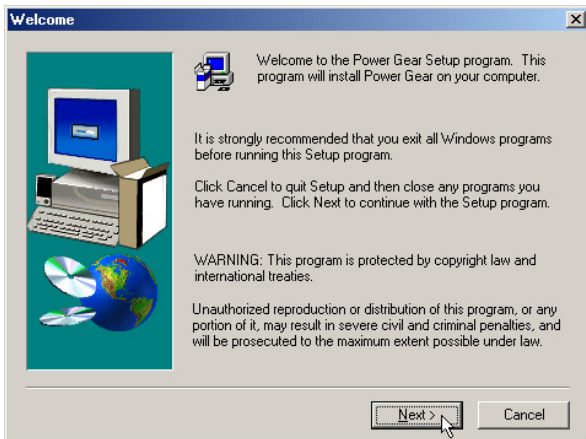 Welcome
Welcome to the Power Gear Setup program. This
program will install Power Gear on your computer.
It is strongly recommended that you exit all Windows programs
before running this Setup program.
Click Cancel to quit Setup and then close any programs you
have running. Click Next to continue with the Setup program.
WARNING: This program is protected by copyright law and
international treaties.
Unauthorized reproduction or distribution of this program, or any
portion of it, may result in severe civil and criminal penalties, and
will be prosecuted to the maximum extent possible under law.
Next > Cancel